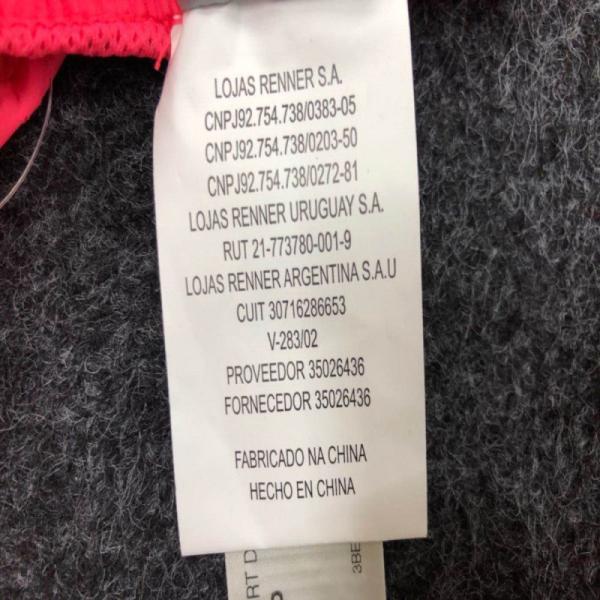 LOJAS RENNER S.A.
CNPJ92.754.738/0383-05
CNPJ92.754.738/0203-50
CNPJ92.754.738/0272-81
LOJAS RENNER URUGUAY S.A.
RUT 21-773780-001-9
LOJAS RENNER ARGENTINA S.A.U
CUIT 30716286653
V-283/02
PROVEEDOR 35026436
FORNECEDOR 35026436
FABRICADO NA CHINA
HECHO EN CHINA